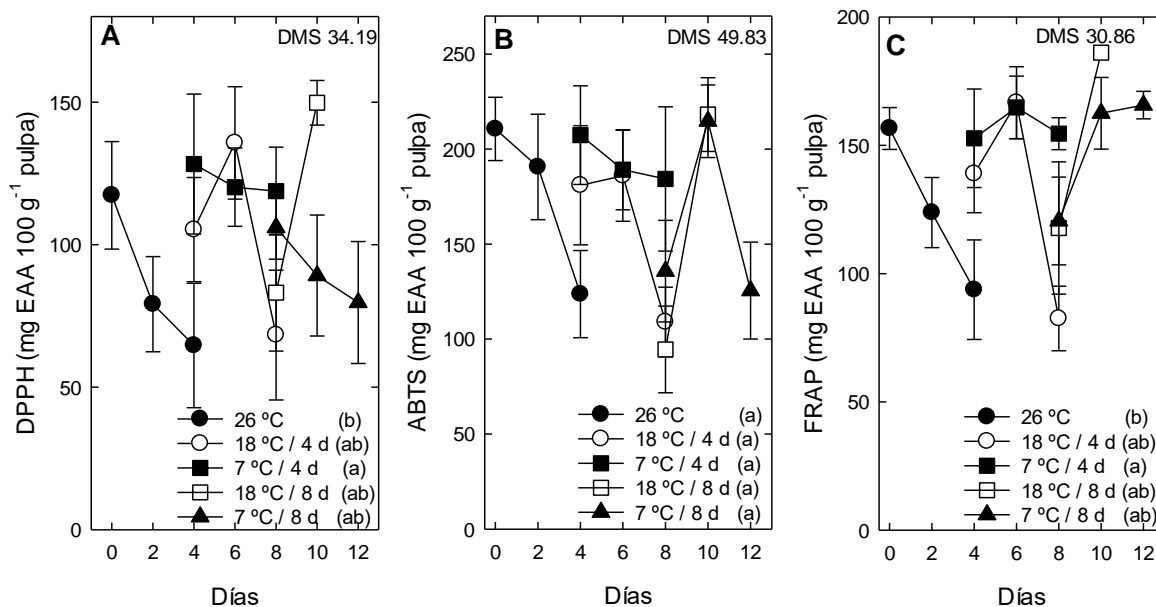 A
DMS 34.19
DPPH (mg EAA 100 g⁻¹ pulpa)
150
100
50
0
26 ºC (b)
18 ºC / 4 d (ab)
7 ºC / 4 d (a)
18 ºC / 8 d (ab)
7 ºC / 8 d (ab)
0 2 4 6 8 10 12
Días
B
DMS 49.83
ABTS (mg EAA 100 g⁻¹ pulpa)
250
200
150
100
50
0
26 ºC (a)
18 ºC / 4 d (a)
7 ºC / 4 d (a)
18 ºC / 8 d (a)
7 ºC / 8 d (a)
0 2 4 6 8 10 12
Días
C
DMS 30.86
FRAP (mg EAA 100 g⁻¹ pulpa)
200
150
100
50
0
26 ºC (b)
18 ºC / 4 d (ab)
7 ºC / 4 d (a)
18 ºC / 8 d (ab)
7 ºC / 8 d (ab)
0 2 4 6 8 10 12
Días